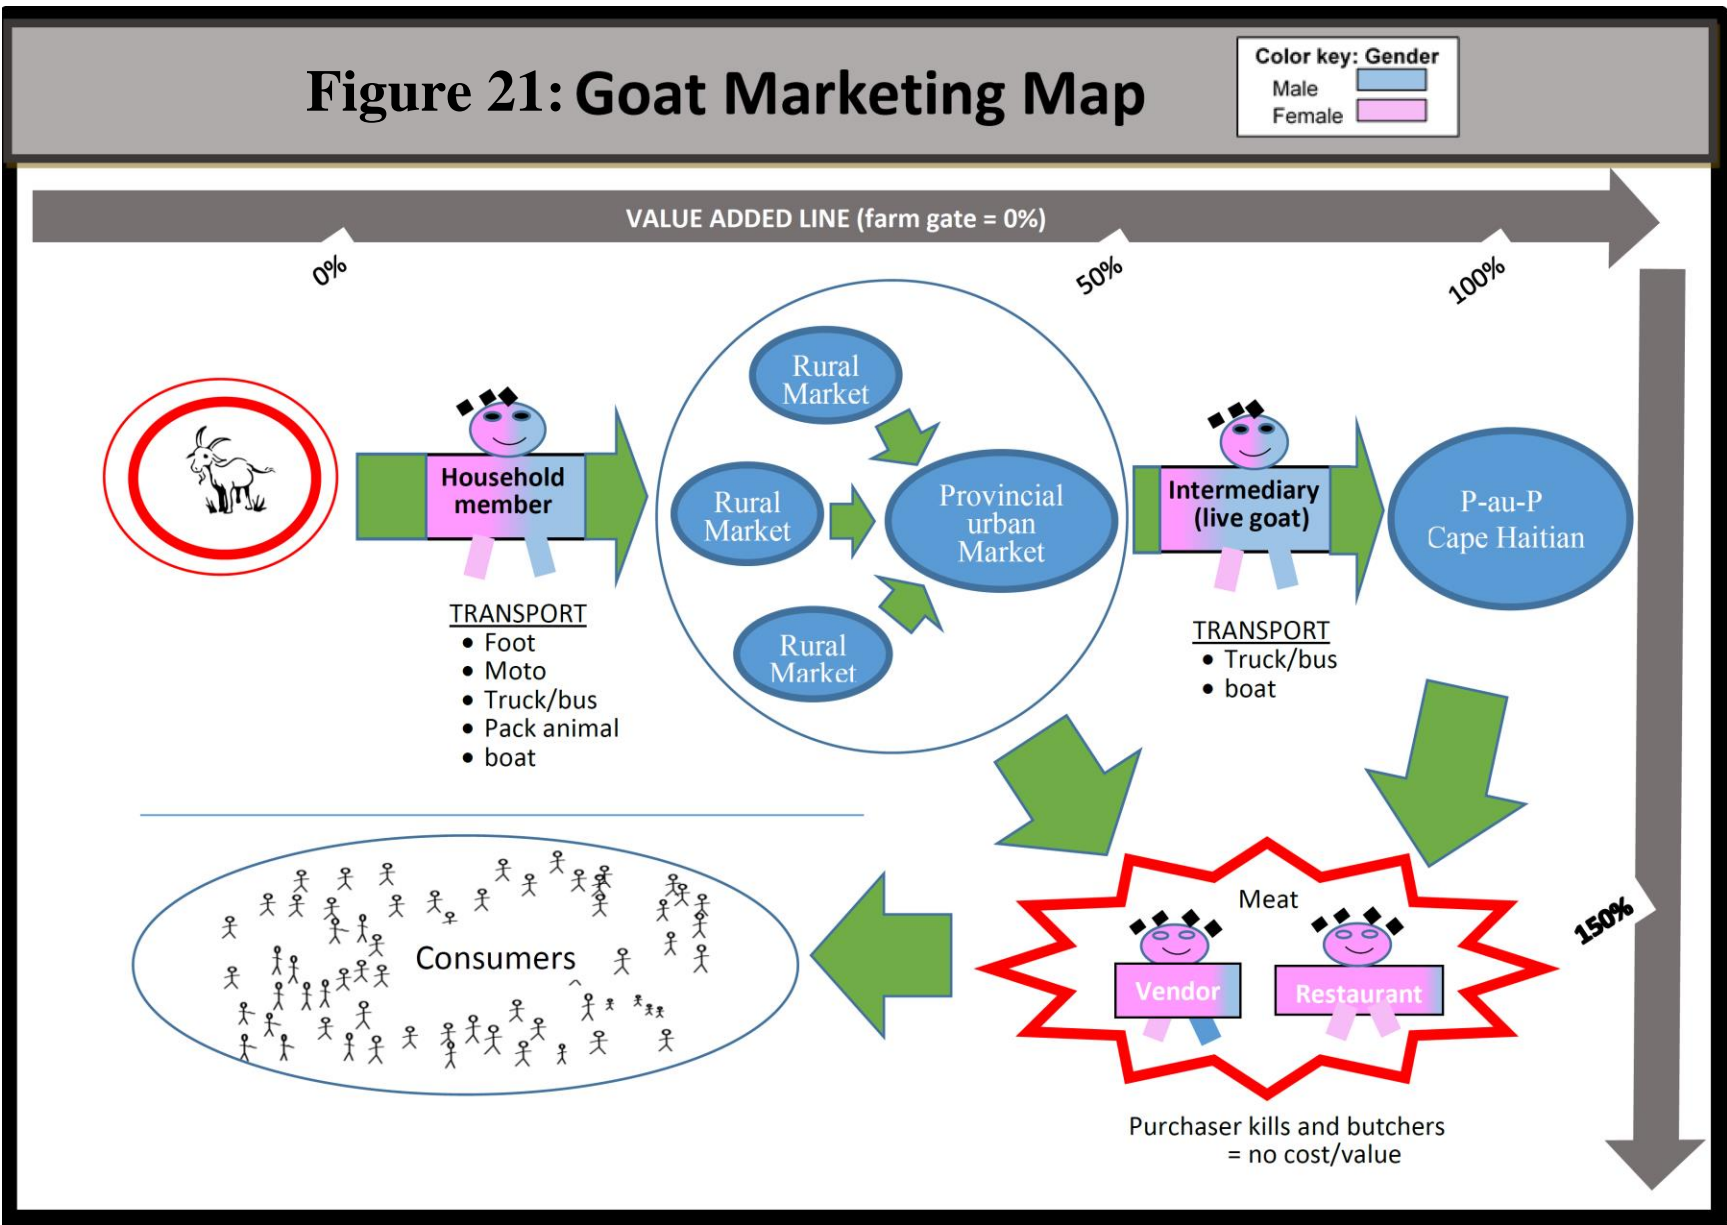 Figure 21: Goat Marketing Map
Color key: Gender
Male
Female
VALUE ADDED LINE (farm gate = 0%)
0%
50%
100%
Household
member
TRANSPORT
• Foot
• Moto
• Truck/bus
• Pack animal
• boat
Rural
Market
Rural
Market
Rural
Market
Provincial
urban
Market
Intermediary
(live goat)
TRANSPORT
• Truck/bus
• boat
P-au-P
Cape Haitian
150%
Meat
Vendor
Restaurant
Purchaser kills and butchers
= no cost/value
Consumers